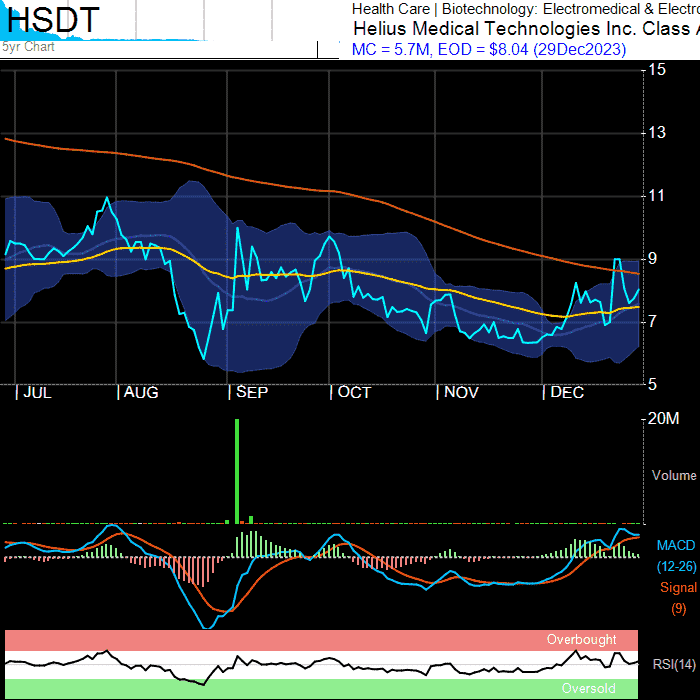 HSDT
5yr Chart
Health Care | Biotechnology: Electromedical & Electro
Helius Medical Technologies Inc. Class A
MC = 5.7M, EOD = $8.04 (29Dec2023)
15
13
11
9
7
5
JUL AUG SEP OCT NOV DEC
20M
Volume
MACD
(12-26)
Signal
(9)
Overbought
RSI(14)
Oversold